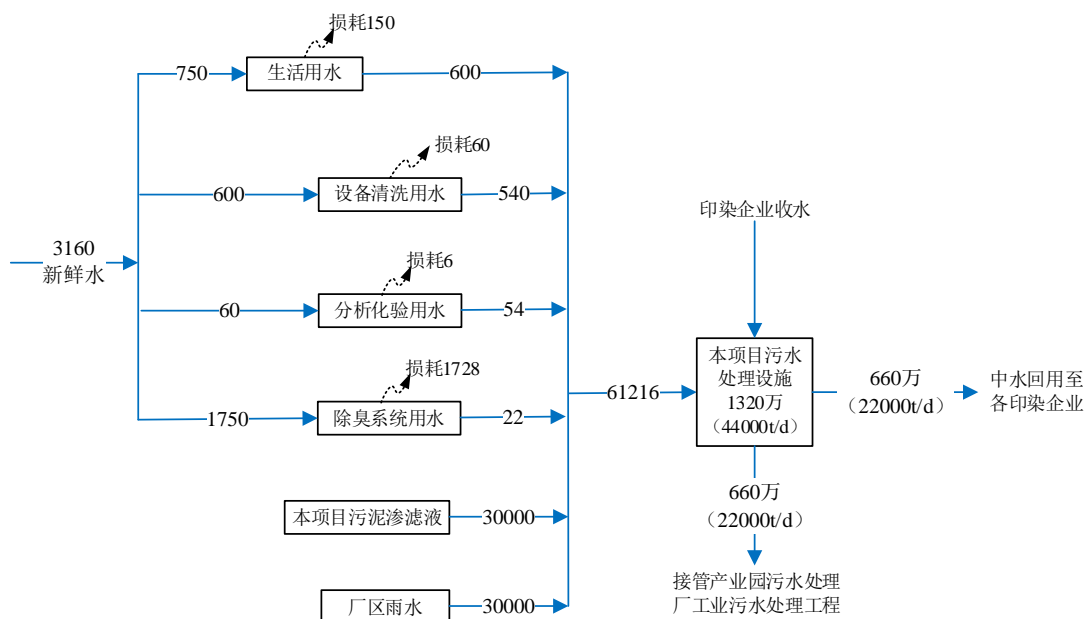 损耗150
750
生活用水
600
损耗60
600
设备清洗用水
540
印染企业收水
3160
新鲜水
损耗6
60
分析化验用水
54
损耗1728
1750
除臭系统用水
22
61216
本项目污水
处理设施
1320万
（44000t/d）
660万
（22000t/d）
中水回用至
各印染企业
660万
（22000t/d）
本项目污泥渗滤液
30000
接管产业园污水处理
厂工业污水处理工程
厂区雨水
30000